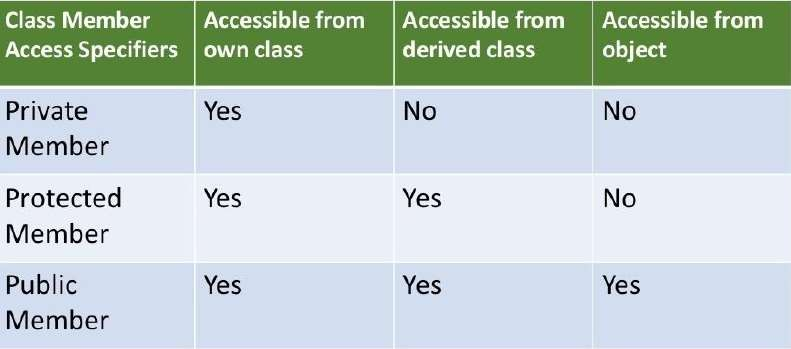 Class Member Access Specifiers
Accessible from own class
Accessible from derived class
Accessible from object
Private Member
Yes
No
No
Protected Member
Yes
Yes
No
Public Member
Yes
Yes
Yes